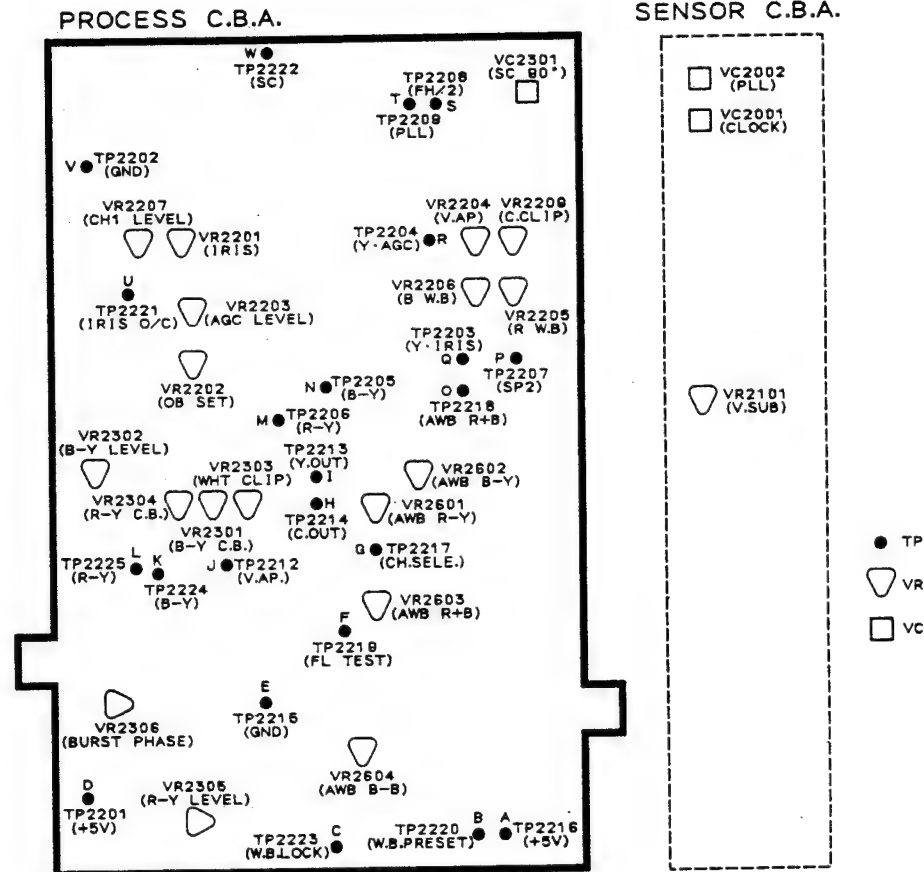 PROCESS C.B.A.
SENSOR C.B.A.
W
TP2222
(SC)
TP2208
(FH/2)
T
S
TP2209
(PLL)
VC2301
(SC 90°)
VC2002
(PLL)
VC2001
(CLOCK)
V
TP2202
(GND)
VR2207
(CH1 LEVEL)
VR2201
(IRIS)
TP2204
(Y·AGC)
R
VR2204
(V.AP)
VR2209
(C.CLIP)
U
TP2221
(IRIS O/C)
VR2203
(AGC LEVEL)
VR2206
(B W.B)
VR2205
(R W.B)
TP2203
(Y·IRIS)
Q
P
TP2207
(SP2)
VR2202
(OB SET)
N
TP2205
(B-Y)
O
TP2218
(AWB R+B)
VR2101
(V.SUB)
M
TP2206
(R-Y)
VR2302
(B-Y LEVEL)
TP2213
(Y.OUT)
I
VR2303
(WHT CLIP)
VR2602
(AWB B-Y)
VR2304
(R-Y C.B.)
VR2301
(B-Y C.B.)
H
TP2214
(C.OUT)
VR2601
(AWB R-Y)
L
TP2225
(R-Y)
K
TP2224
(B-Y)
J
TP2212
(V.AP.)
G
TP2217
(CH.SELE.)
TP
VR
VC
VR2603
(AWB R+B)
F
TP2219
(FL TEST)
E
TP2215
(GND)
VR2306
(BURST PHASE)
VR2604
(AWB B-B)
D
TP2201
(+5V)
VR2305
(R-Y LEVEL)
C
TP2223
(W.B.LOCK)
B
TP2220
(W.B.PRESET)
A
TP2216
(+5V)